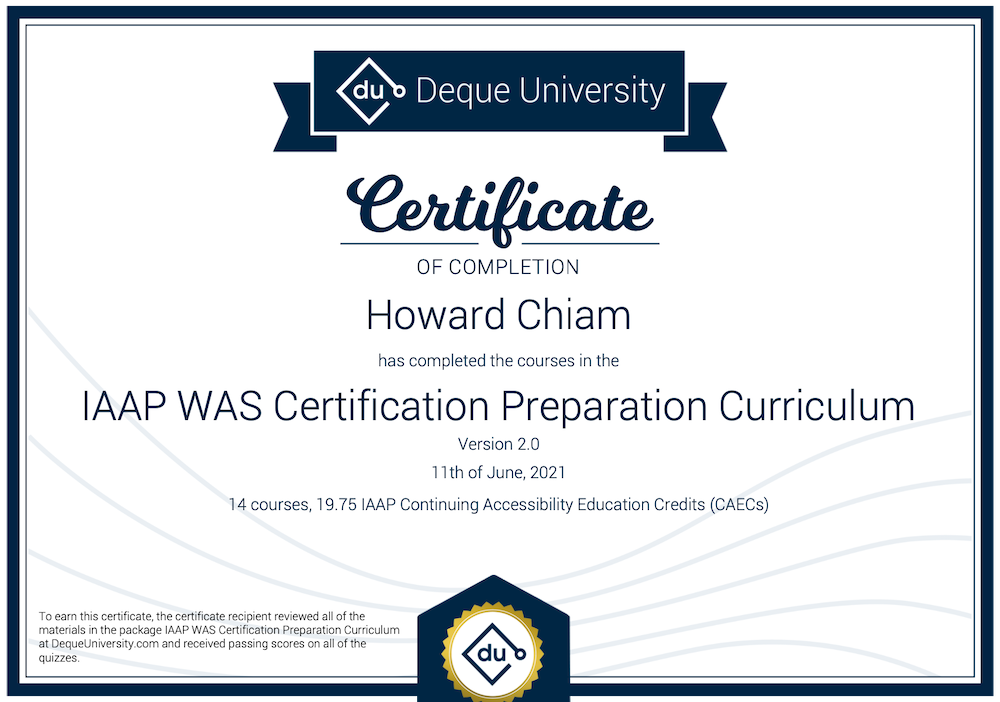 du Deque University
Certificate
OF COMPLETION
Howard Chiam
has completed the courses in the
IAAP WAS Certification Preparation Curriculum
Version 2.0
11th of June, 2021
14 courses, 19.75 IAAP Continuing Accessibility Education Credits (CAECs)
To earn this certificate, the certificate recipient reviewed all of the
materials in the package IAAP WAS Certification Preparation Curriculum
at DequeUniversity.com and received passing scores on all of the
quizzes.
du